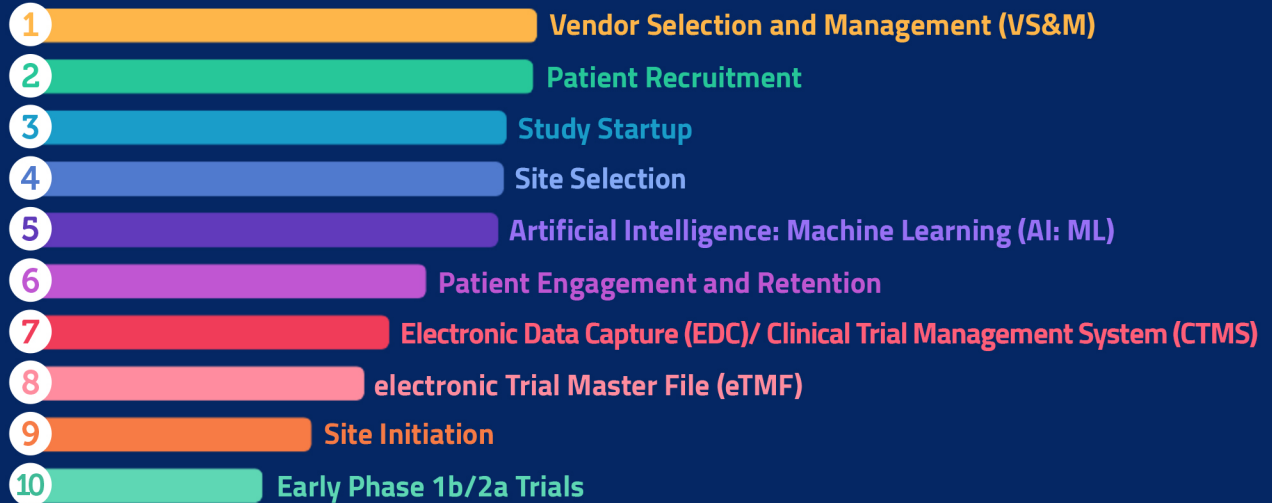 1 Vendor Selection and Management (VS&M)
2 Patient Recruitment
3 Study Startup
4 Site Selection
5 Artificial Intelligence: Machine Learning (AI: ML)
6 Patient Engagement and Retention
7 Electronic Data Capture (EDC)/ Clinical Trial Management System (CTMS)
8 electronic Trial Master File (eTMF)
9 Site Initiation
10 Early Phase 1b/2a Trials